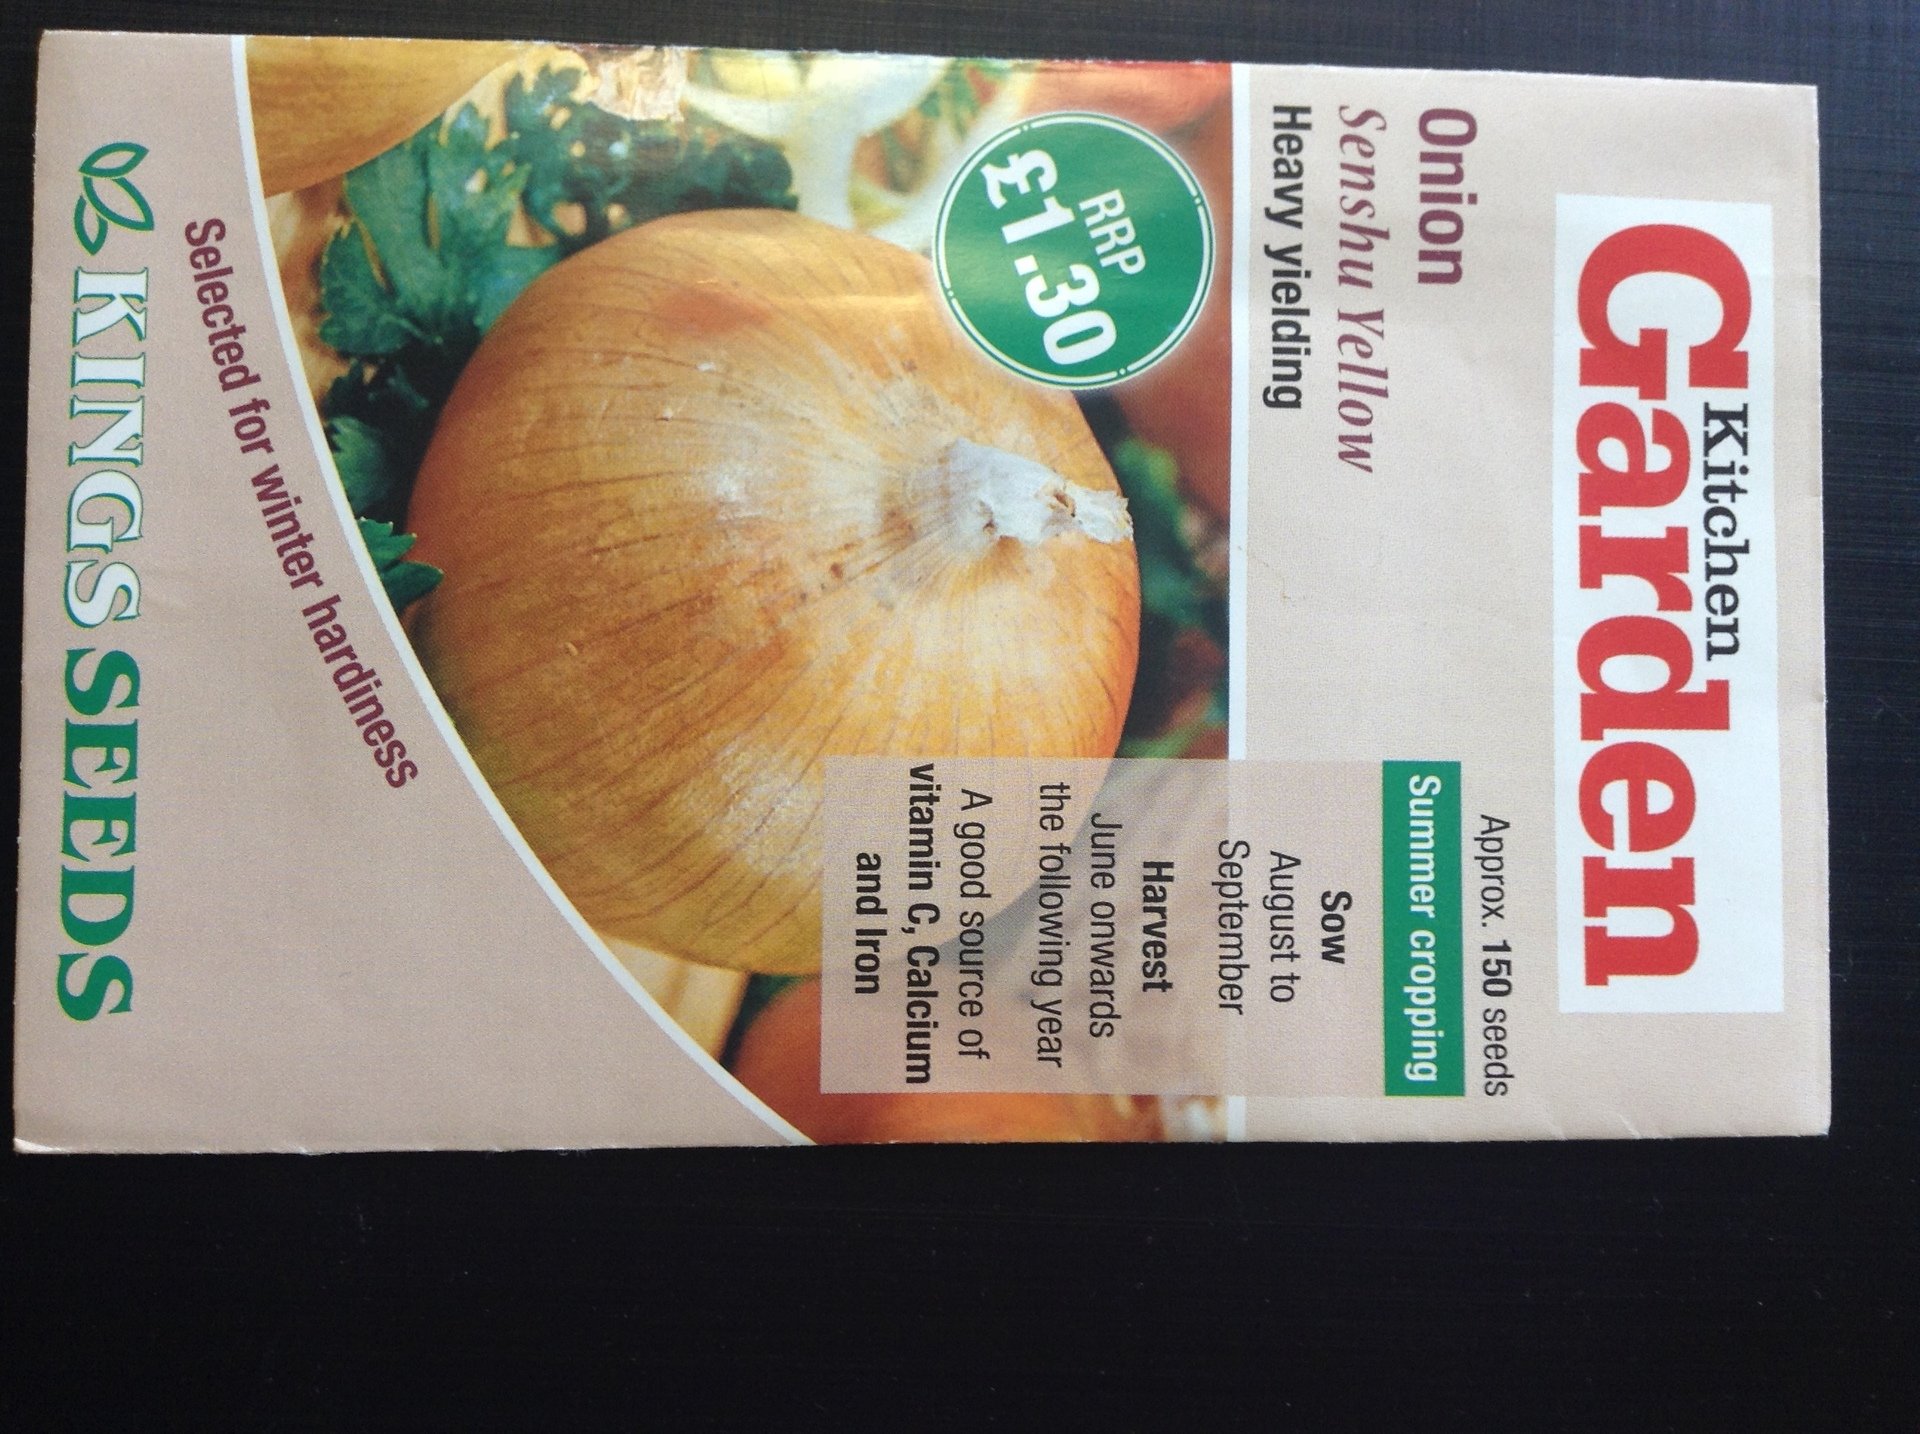 Kitchen
Garden
Approx. 150 seeds
Onion
Senshu Yellow
Heavy yielding
Summer cropping
Sow
August to
September
Harvest
June onwards
the following year
A good source of
vitamin C, Calcium
and Iron
RRP
£1.30
Selected for winter hardiness
KINGS SEEDS